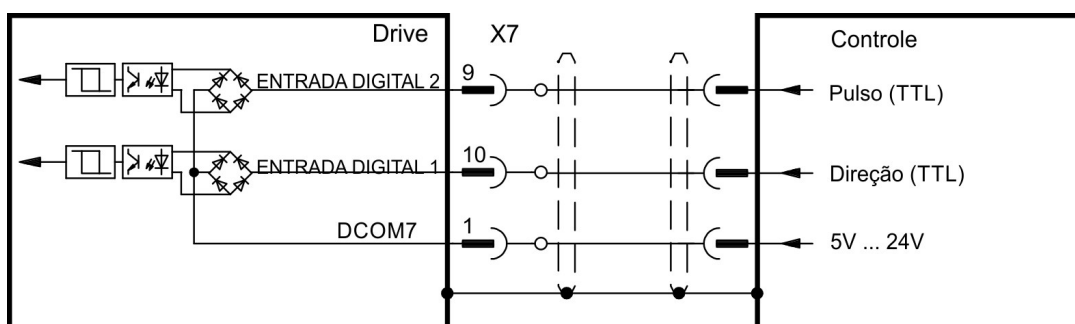 Drive X7 Controle
ENTRADA DIGITAL 2 9 Pulso (TTL)
ENTRADA DIGITAL 1 10 Direção (TTL)
DCOM7 1 5V ... 24V